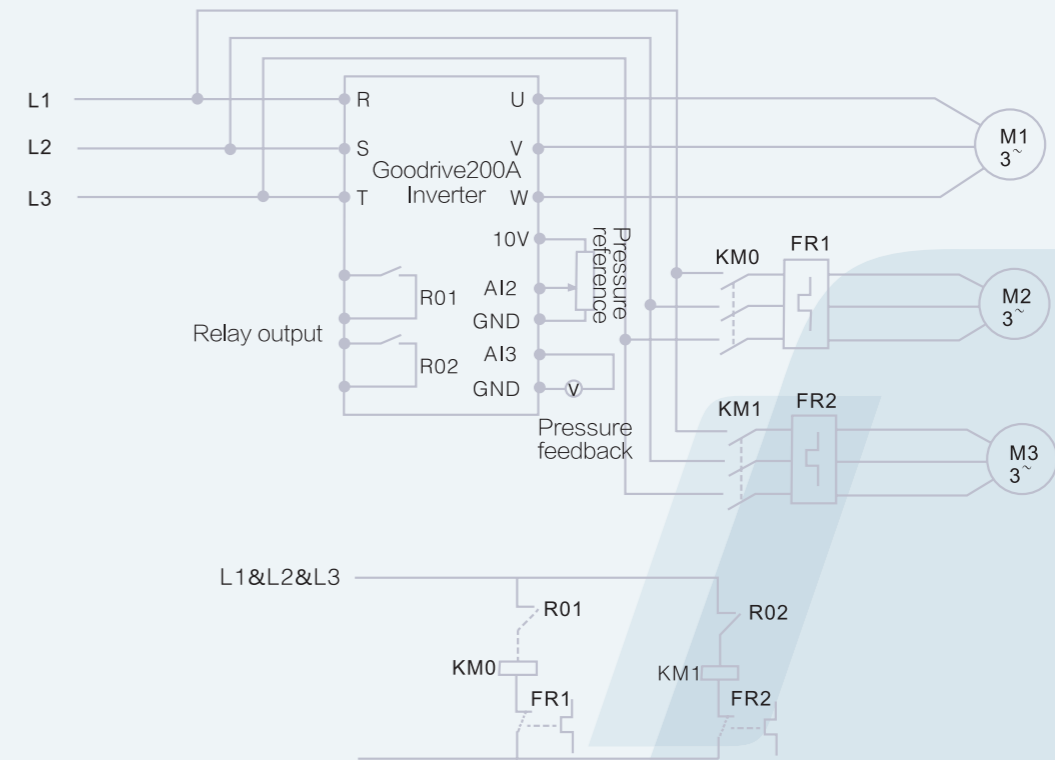 L1
L2
L3
R
S
T
U
V
W
Goodrive200A
Inverter
10V
AI2
GND
AI3
GND
Pressure
reference
V
Pressure
feedback
R01
R02
Relay output
M1
3~
KM0
FR1
M2
3~
KM1
FR2
M3
3~
L1&L2&L3
R01
R02
KM0
KM1
FR1
FR2